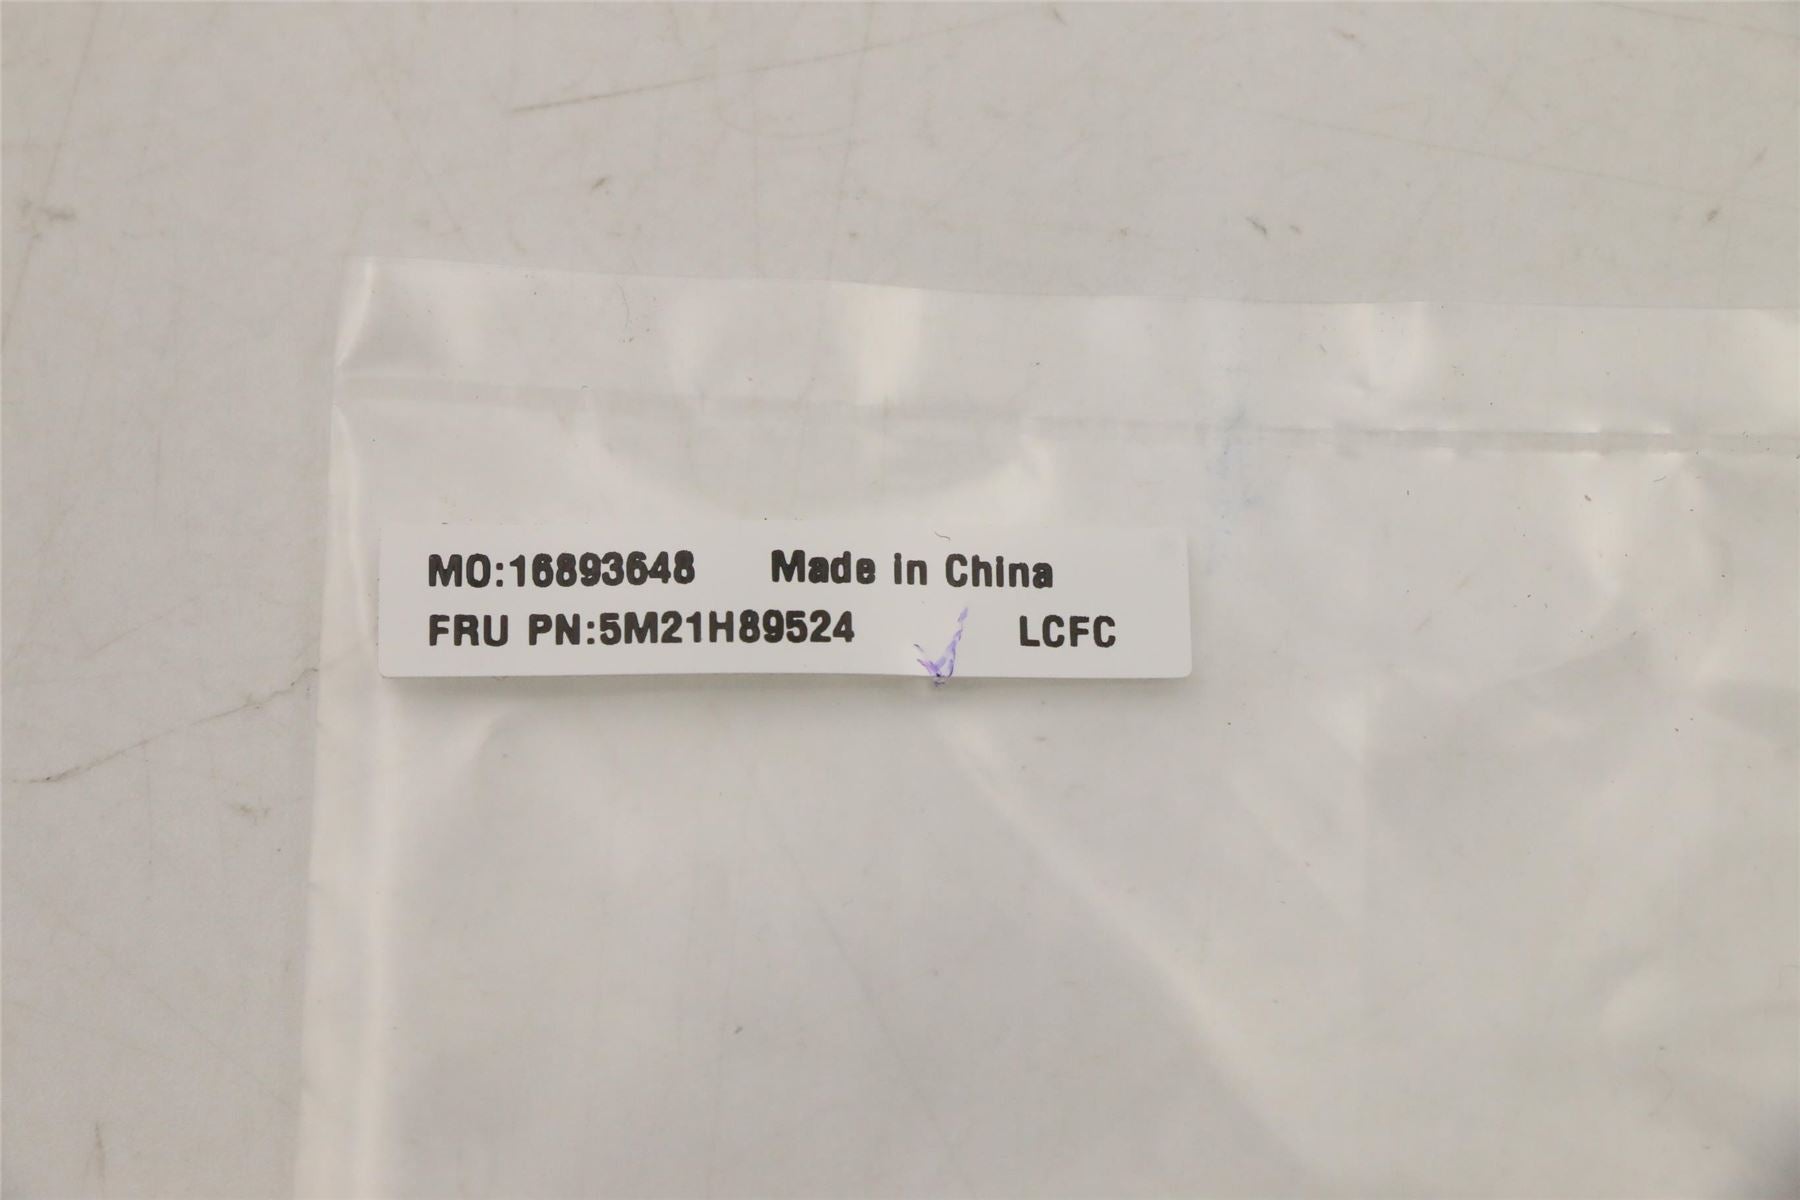 MO:16893648 Made in China
FRU PN:5M21H89524 LCFC